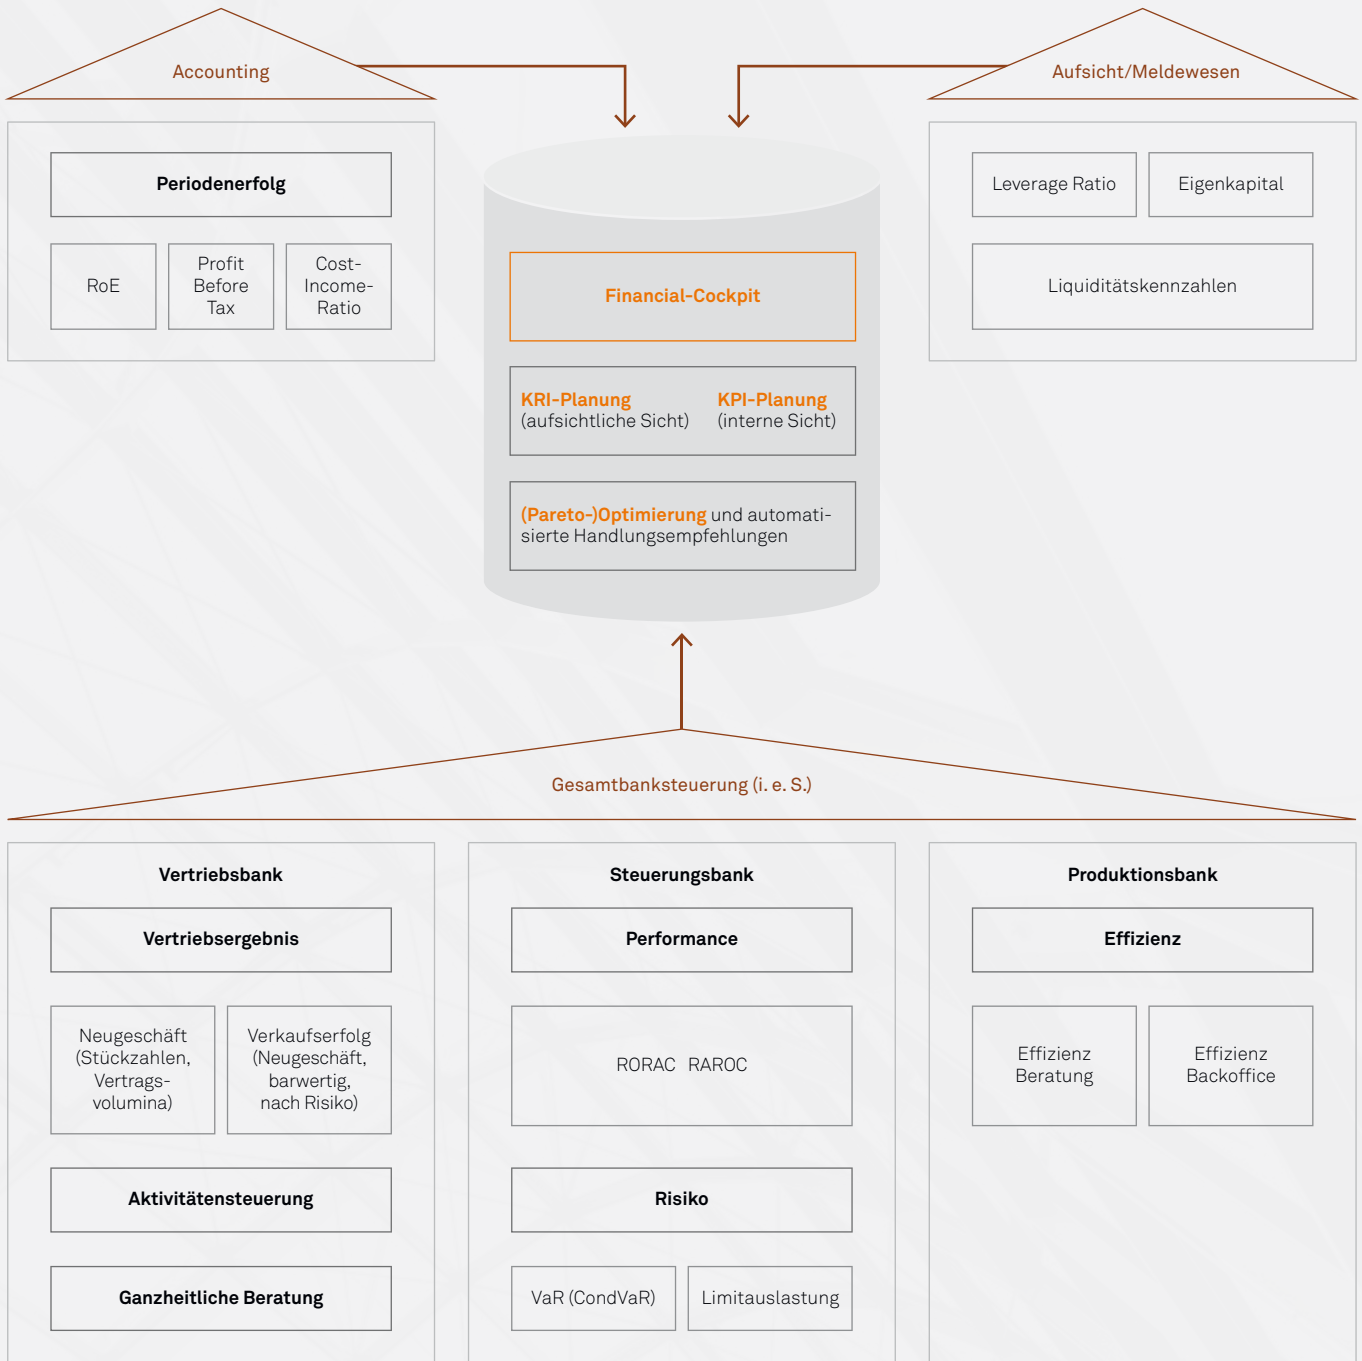 Accounting
Aufsicht/Meldewesen
Periodenerfolg
RoE
Profit
Before
Tax
Cost-
Income-
Ratio
Financial-Cockpit
KRI-Planung
(aufsichtliche Sicht)
KPI-Planung
(interne Sicht)
(Pareto-)Optimierung und automati-
sierte Handlungsempfehlungen
Leverage Ratio
Eigenkapital
Liquiditätskennzahlen
Gesamtbanksteuerung (i. e. S.)
Vertriebsbank
Vertriebsergebnis
Neugeschäft
(Stückzahlen,
Vertrags-
volumina)
Verkaufserfolg
(Neugeschäft,
barwertig,
nach Risiko)
Aktivitätensteuerung
Ganzheitliche Beratung
Steuerungsbank
Performance
RORAC RAROC
Risiko
VaR (CondVaR)
Limitauslastung
Produktionsbank
Effizienz
Effizienz
Beratung
Effizienz
Backoffice